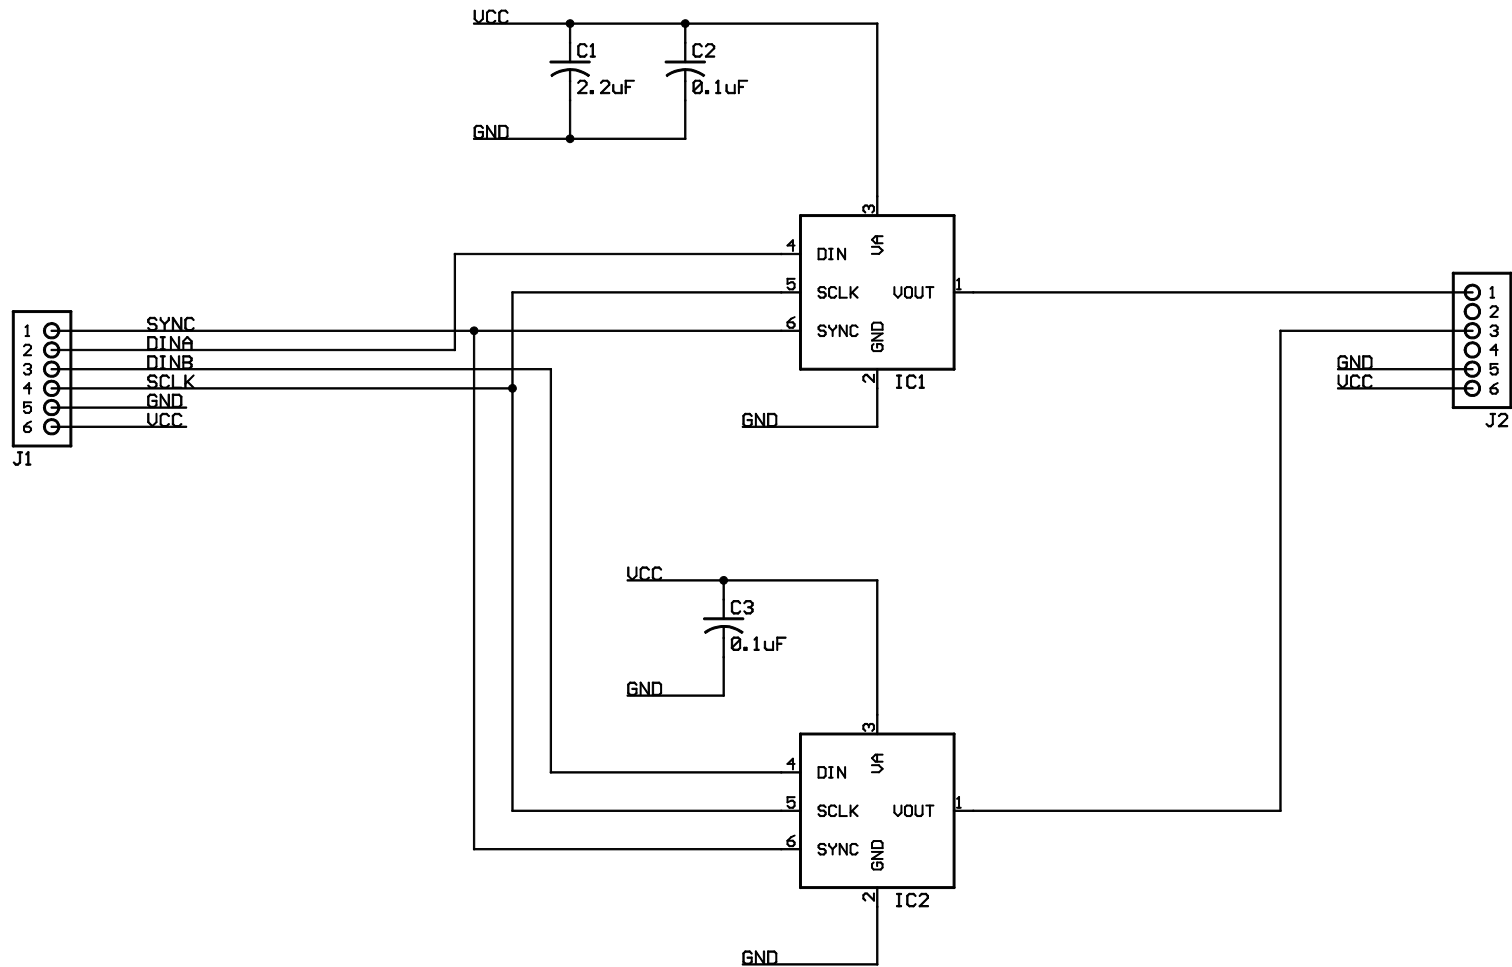 VCC
C1
C2
2.2uF
0.1uF
GND
3
4
DIN
VA
5
SCLK
VOUT
1
6
SYNC
GND
2
IC1
GND
1
SYNC
2
DINA
3
DINB
4
SCLK
5
GND
6
VCC
J1
1
2
3
4
GND
5
VCC
6
J2
VCC
C3
0.1uF
GND
3
4
DIN
VA
5
SCLK
VOUT
1
6
SYNC
GND
2
IC2
GND